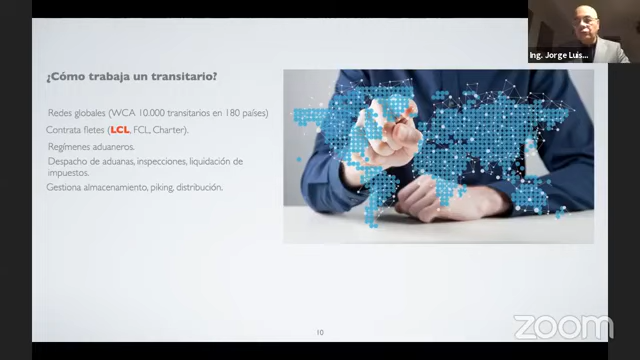 Ing. Jorge Luis...
¿Cómo trabaja un transitario?
Redes globales (WCA 10.000 transitarios en 180 países)
Contrata fletes (LCL, FCL, Charter).
Regímenes aduaneros.
Despacho de aduanas, inspecciones, liquidación de
impuestos.
Gestiona almacenamiento, piking, distribución.
10
zoom